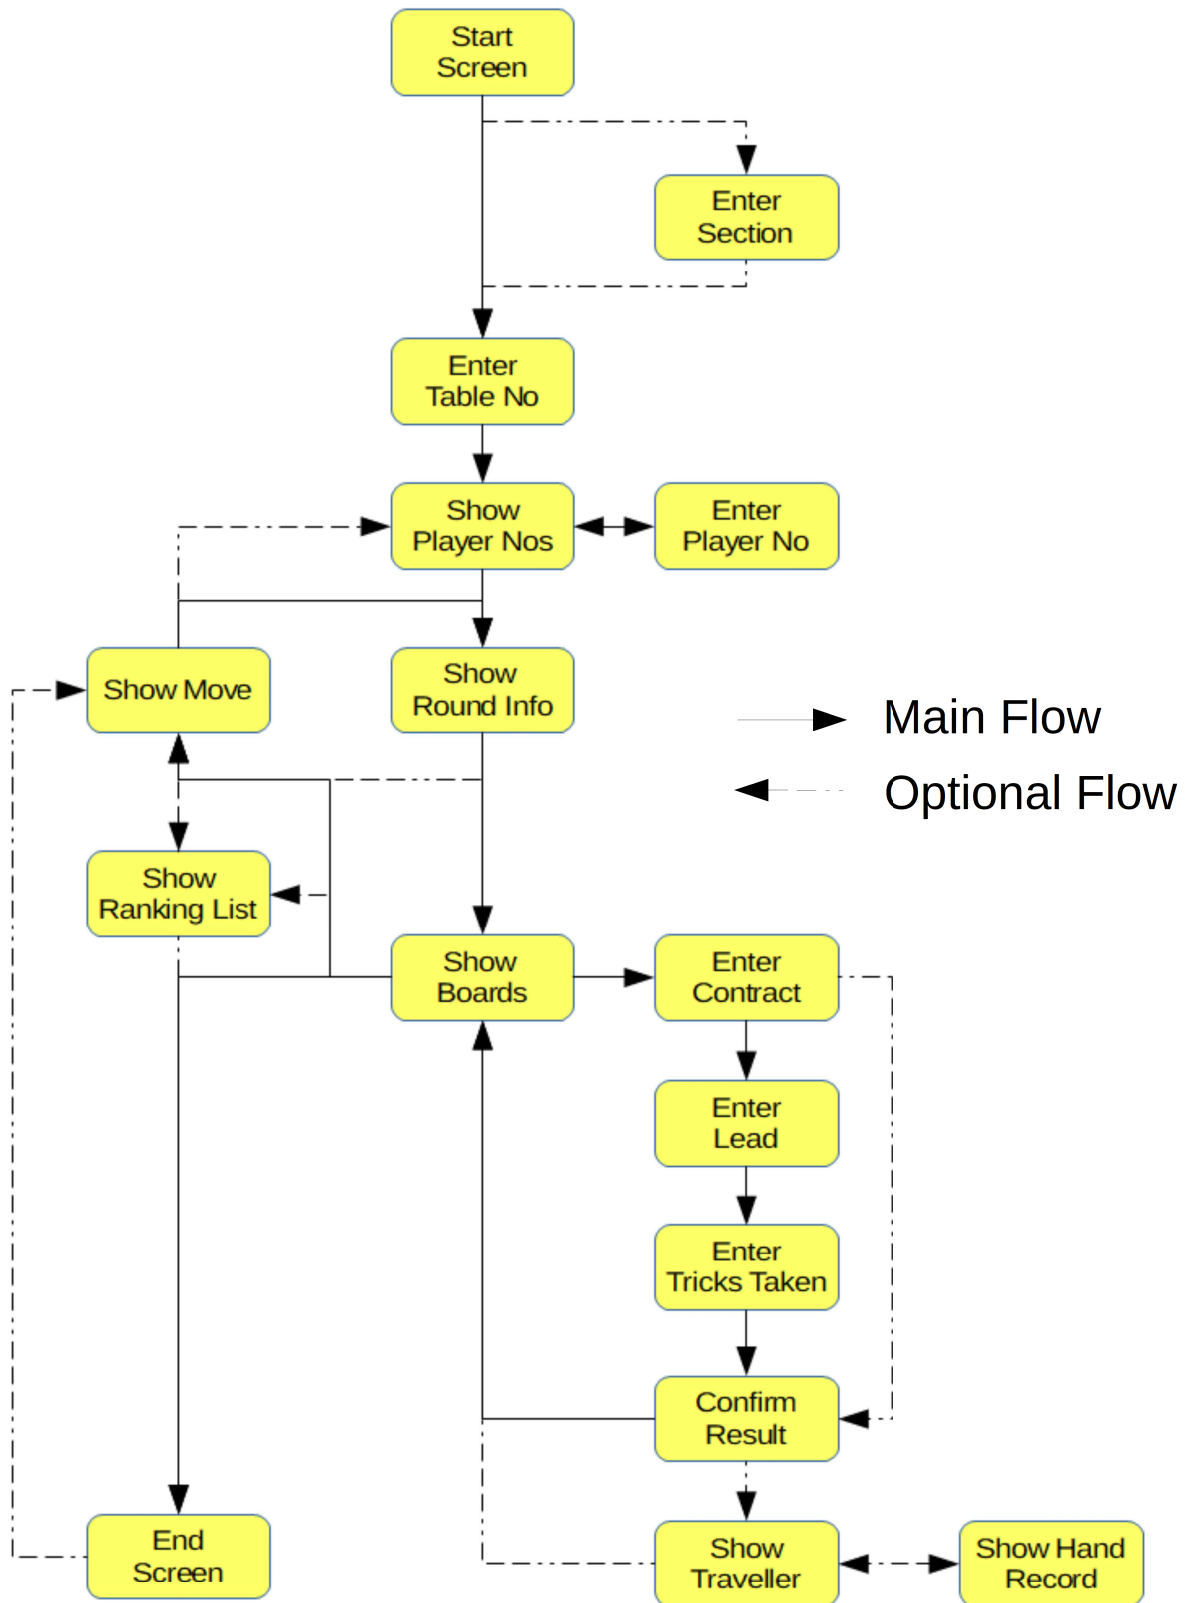 Start
Screen
Enter
Section
Enter
Table No
Show
Player Nos
Enter
Player No
Show Move
Show
Round Info
Main Flow
Optional Flow
Show
Ranking List
Show
Boards
Enter
Contract
Enter
Lead
Enter
Tricks Taken
Confirm
Result
End
Screen
Show
Traveller
Show Hand
Record